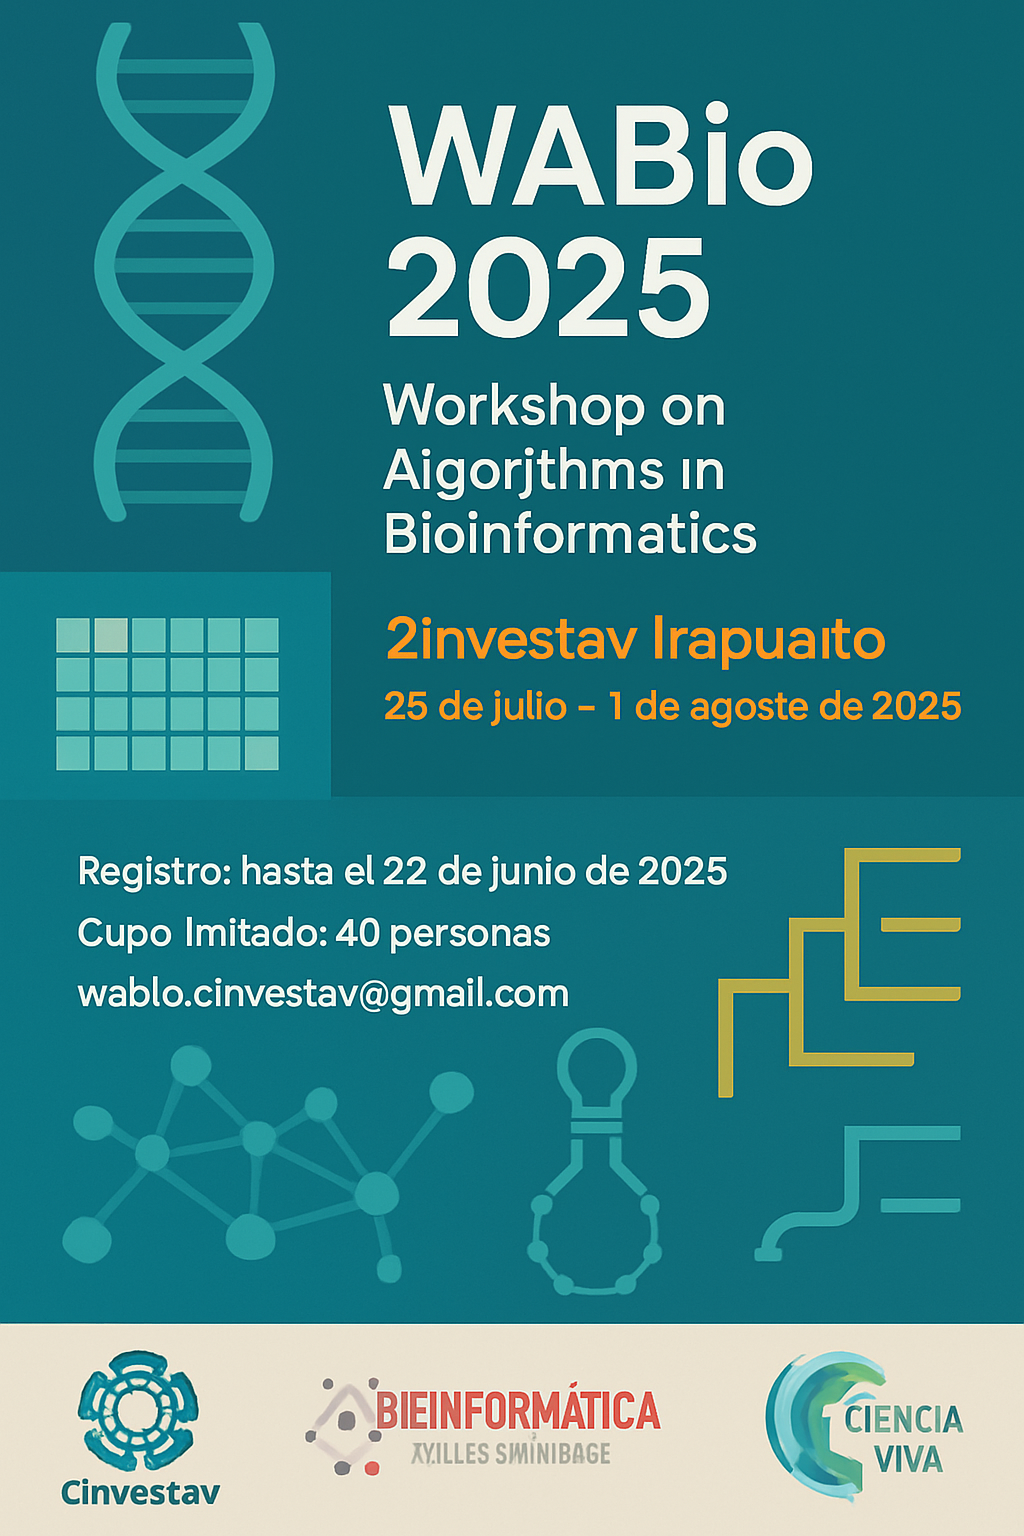 WABio
2025
Workshop on
Aigorjthms ın
Bioinformatics
2investav Irapuaıto
25 de julio – 1 de agoste de 2025
Registro: hasta el 22 de junio de 2025
Cupo lmitado: 40 personas
wablo.cinvestav@gmail.com
Cinvestav
BIEINFORMÁTICA
CIENCIA
VIVA